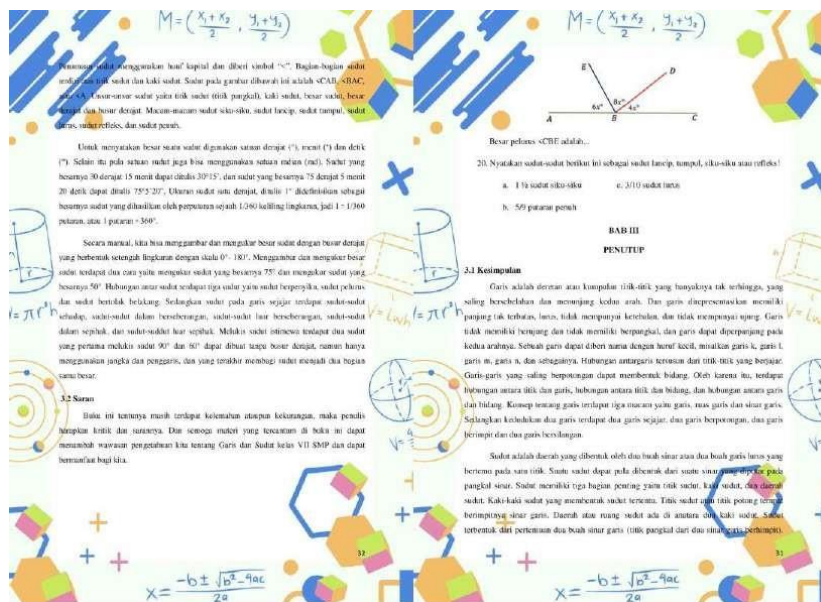 M = (x₁ + x₂ / 2 , y₁ + y₂ / 2)
Penamaan sudut menggunakan huruf kapital dan diberi simbol "<". Bagian-bagian sudut
terdiri dari titik sudut dan kaki sudut. Sudut pada gambar dibawah ini adalah <CAB, <BAC,
atau <A. Unsur-unsur sudut yaitu titik sudut (titik pangkal), kaki sudut, besar sudut, besar
derajat dan busur derajat. Macam-macam sudut siku-siku, sudut lancip, sudut tumpul, sudut
lurus, sudut refleks, dan sudut penuh.
Untuk menyatakan besar suatu sudut digunakan satuan derajat (°), menit (') dan detik
("). Selain itu pula satuan sudut juga bisa menggunakan satuan radian (rad). Sudut yang
besarnya 30 derajat 15 menit dapat ditulis 30°15', dan sudut yang besarnya 75 derajat 5 menit
20 detik dapat ditulis 75°5'20". Ukuran sudut satu derajat, ditulis 1° didefinisikan sebagai
besarnya sudut yang dihasilkan oleh perputaran sejauh 1/360 keliling lingkaran, jadi 1 = 1/360
putaran, atau 1 putaran = 360°.
Secara manual, kita bisa menggambar dan mengukur besar sudut dengan busur derajat
yang berbentuk setengah lingkaran dengan skala 0°- 180°. Menggambar dan mengukur besar
sudut terdapat dua cara yaitu mengukur sudut yang besarnya 75° dan mengukur sudut yang
besarnya 50°. Hubungan antar sudut terdapat tiga sudut yaitu sudut berpenyiku, sudut pelurus
dan sudut bertolak belakang. Sedangkan sudut pada garis sejajar terdapat sudut-sudut
sehadap, sudut-sudut dalam berseberangan, sudut-sudut luar berseberangan, sudut-sudut
dalam sepihak, dan sudut-suddut luar sepihak. Melukis sudut istimewa terdapat dua sudut
yang pertama melukis sudut 90° dan 60° dapat dibuat tanpa busur derajat, namun hanya
menggunakan jangka dan penggaris, dan yang terakhir membagi sudut menjadi dua bagian
sama besar.
3.2 Saran
Buku ini tentunya masih terdapat kelemahan ataupun kekurangan, maka penulis
harapkan kritik dan sarannya. Dan semoga materi yang tercantum di buku ini dapat
menambah wawasan pengetahuan kita tentang Garis dan Sudut kelas VII SMP dan dapat
bermanfaat bagi kita.
r
= πr²h
V = Lwh
V=
32
x = -b ± √b²-4ac / 2a
M = (x₁ + x₂ / 2 , y₁ + y₂ / 2)
E
D
6x°
8x°
4x°
A
B
C
Besar pelurus <CBE adalah...
20. Nyatakan sudut-sudut berikut ini sebagai sudut lancip, tumpul, siku-siku atau refleks!
a. 1 ½ sudut siku-siku c. 3/10 sudut lurus
b. 5/9 putaran penuh
BAB III
PENUTUP
3.1 Kesimpulan
Garis adalah deretan atau kumpulan titik-titik yang banyaknya tak terhingga, yang
saling bersebelahan dan memanjang kedua arah. Dan garis direpresentasikan memiliki
panjang tak terbatas, lurus, tidak mempunyai ketebalan, dan tidak mempunyai ujung. Garis
tidak memiliki berujung dan tidak memiliki berpangkal, dan garis dapat diperpanjang pada
kedua arahnya. Sebuah garis dapat diberi nama dengan huruf kecil, misalkan garis k, garis l,
garis m, garis n, dan sebagainya. Hubungan antargaris tersusun dari titik-titik yang berjajar.
Garis-garis yang saling berpotongan dapat membentuk bidang. Oleh karena itu, terdapat
hubungan antara titik dan garis, hubungan antara titik dan bidang, dan hubungan antara garis
dan bidang. Konsep tentang garis terdapat tiga macam yaitu garis, ruas garis dan sinar garis.
Sedangkan kedudukan dua garis terdapat dua garis sejajar, dua garis berpotongan, dua garis
berimpit dan dua garis bersilangan.
Sudut adalah daerah yang dibentuk oleh dua buah sinar atau dua buah garis lurus yang
bertemu pada satu titik. Suatu sudut dapat pula dibentuk dari suatu sinar yang diputar pada
pangkal sinar. Sudut memiliki tiga bagian penting yaitu titik sudut, kaki sudut, dan daerah
sudut. Kaki-kaki sudut yang membentuk sudut tertentu. Titik sudut atau titik potong tempat
berimpitnya sinar garis. Daerah atau ruang sudut ada di anatara dua kaki sudut. Sudut
terbentuk dari pertemuan dua buah sinar garis (titik pangkal dari dua sinar garis berhimpit).
r
= πr²h
V = Lwh
V=
31
x = -b ± √b²-4ac / 2a